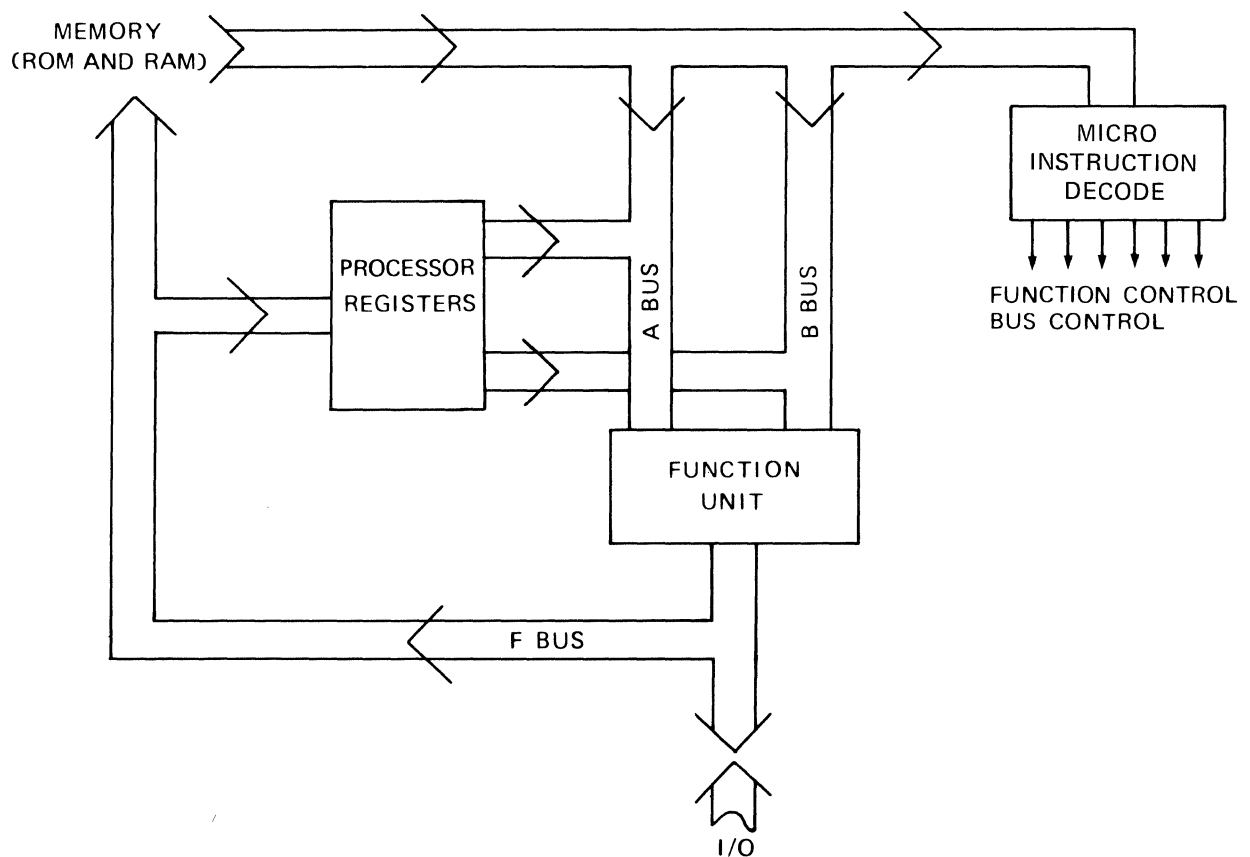 MEMORY
(ROM AND RAM)
MICRO
INSTRUCTION
DECODE
PROCESSOR
REGISTERS
A BUS
B BUS
FUNCTION CONTROL
BUS CONTROL
FUNCTION
UNIT
F BUS
I/O